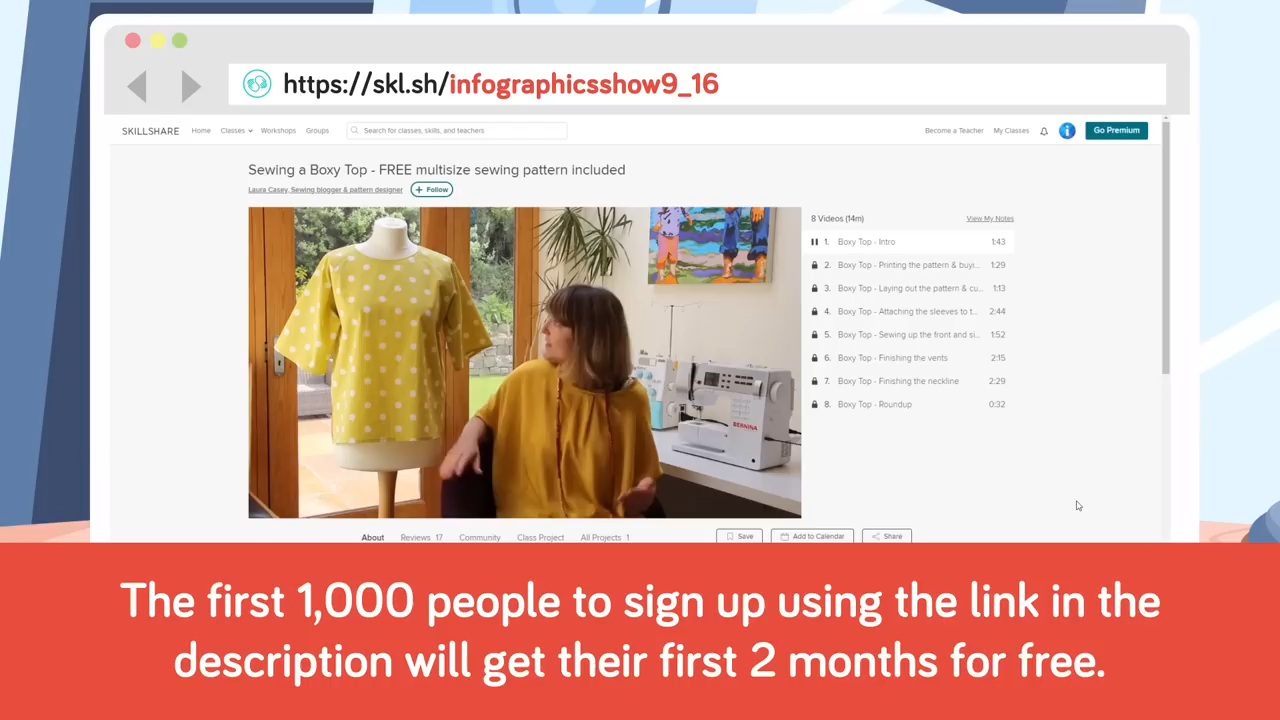 https://skl.sh/infographicsshow9_16
SKILLSHARE Home Classes Workshops Groups Search for classes, skills, and teachers Become a Teacher My Classes Go Premium
Sewing a Boxy Top - FREE multisize sewing pattern included
Laura Casey, Sewing blogger & pattern designer + Follow
8 Videos (14m) View My Notes
1. Boxy Top - Intro 1:43
2. Boxy Top - Printing the pattern & buyi... 1:29
3. Boxy Top - Laying out the pattern & cu... 1:13
4. Boxy Top - Attaching the sleeves to t... 2:44
5. Boxy Top - Sewing up the front and si... 1:52
6. Boxy Top - Finishing the vents 2:15
7. Boxy Top - Finishing the neckline 2:29
8. Boxy Top - Roundup 0:32
BERNINA
About Reviews 17 Community Class Project All Projects 1 Save Add to Calendar Share
The first 1,000 people to sign up using the link in the
description will get their first 2 months for free.